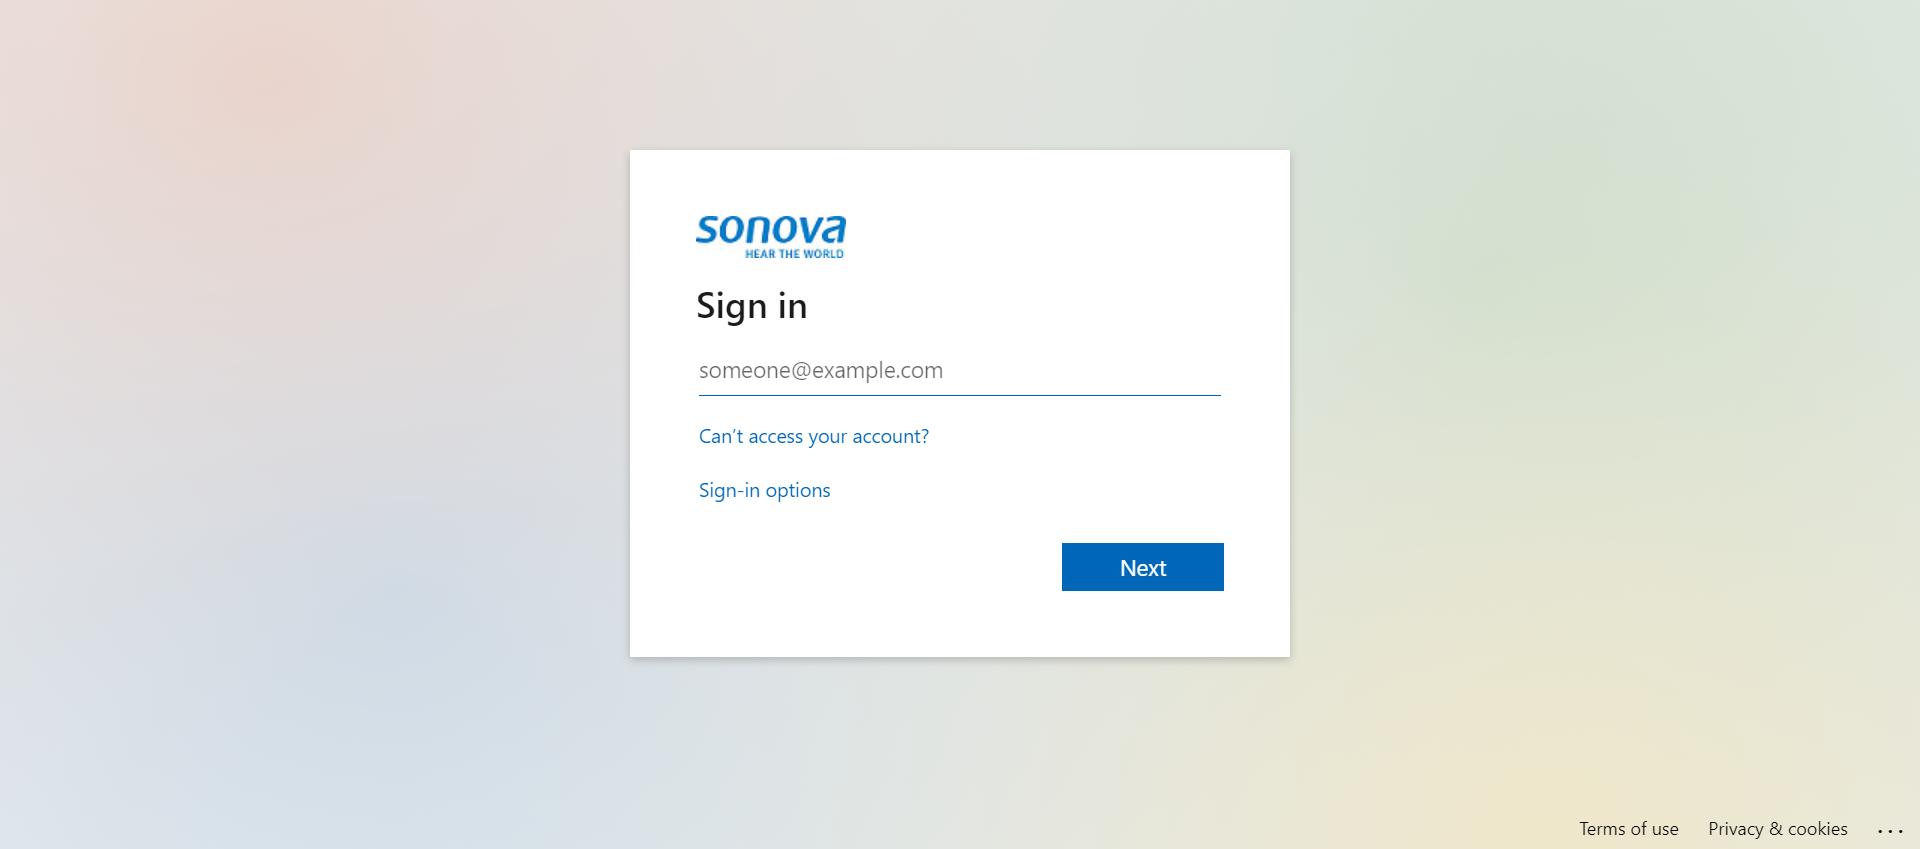 sonova
HEAR THE WORLD
Sign in
someone@example.com
Can't access your account?
Sign-in options
Next
Terms of use
Privacy & cookies
...